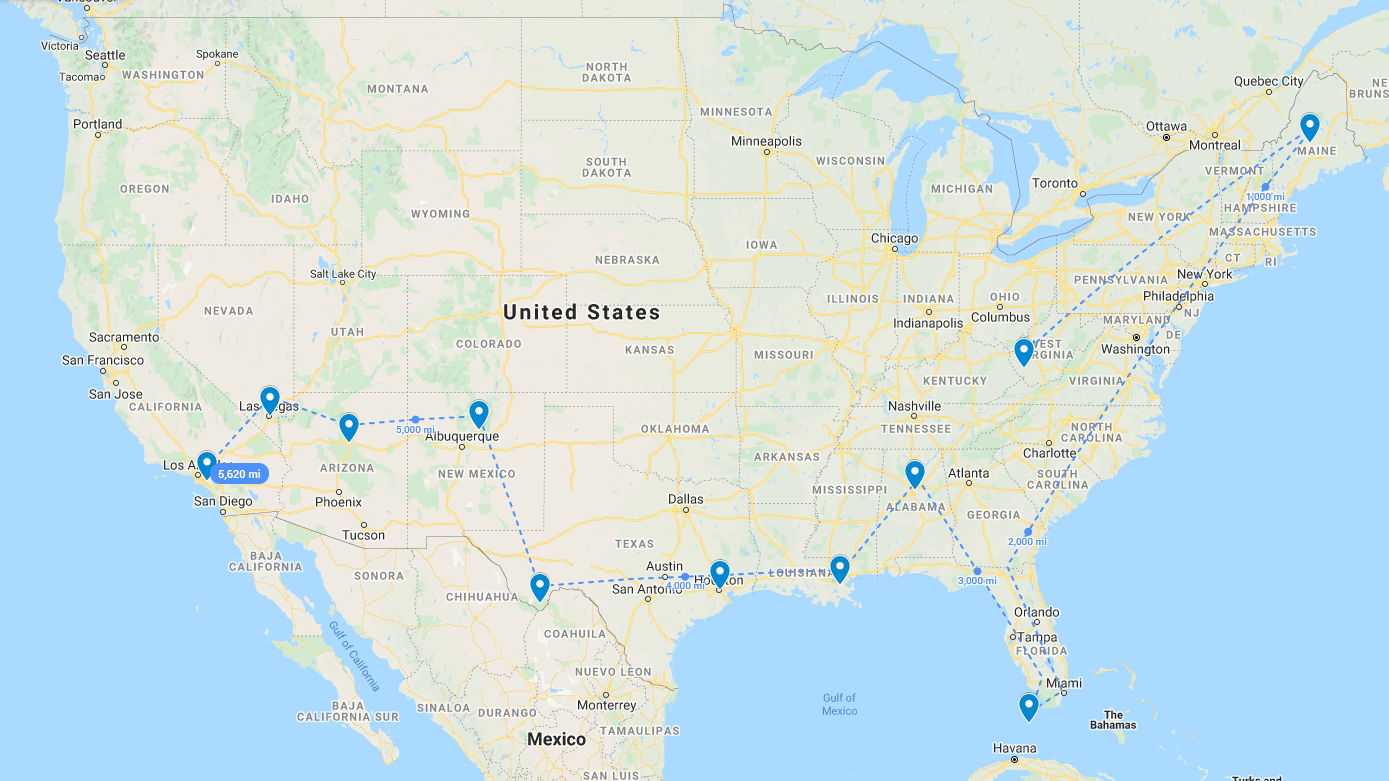 Vancouver
Victoria
Seattle
Spokane
Tacoma
WASHINGTON
NORTH
DAKOTA
MONTANA
MINNESOTA
Minneapolis
Portland
Quebec City
NE
BRUNS
Ottawa
Montreal
MAINE
VERMONT
1,000 mi
HAMPSHIRE
OREGON
IDAHO
SOUTH
DAKOTA
WISCONSIN
MICHIGAN
Toronto
NEW YORK
MASSACHUSETTS
CT
RI
WYOMING
IOWA
Chicago
Salt Lake City
NEBRASKA
PENNSYLVANIA
New York
Philadelphia
NJ
NEVADA
United States
ILLINOIS
INDIANA
OHIO
Columbus
Indianapolis
MARYLAND
DE
Washington
Sacramento
UTAH
COLORADO
KANSAS
MISSOURI
WEST
VIRGINIA
San Francisco
San Jose
KENTUCKY
VIRGINIA
CALIFORNIA
Las Vegas
5,000 mi
Albuquerque
OKLAHOMA
Nashville
TENNESSEE
NORTH
CAROLINA
Charlotte
ARKANSAS
Los Angeles
5,620 mi
ARIZONA
NEW MEXICO
Atlanta
SOUTH
CAROLINA
MISSISSIPPI
ALABAMA
GEORGIA
San Diego
Phoenix
Dallas
Tucson
TEXAS
2,000 mi
BAJA
CALIFORNIA
SONORA
Austin
Houston
4,000 mi
San Antonio
LOUISIANA
3,000 mi
CHIHUAHUA
Orlando
Tampa
FLORIDA
COAHUILA
Gulf of California
NUEVO LEON
Miami
Monterrey
BAJA
CALIFORNIA SUR
SINALOA
DURANGO
Gulf of
Mexico
The
Bahamas
TAMAULIPAS
Mexico
Havana
SAN LUIS
Turks and